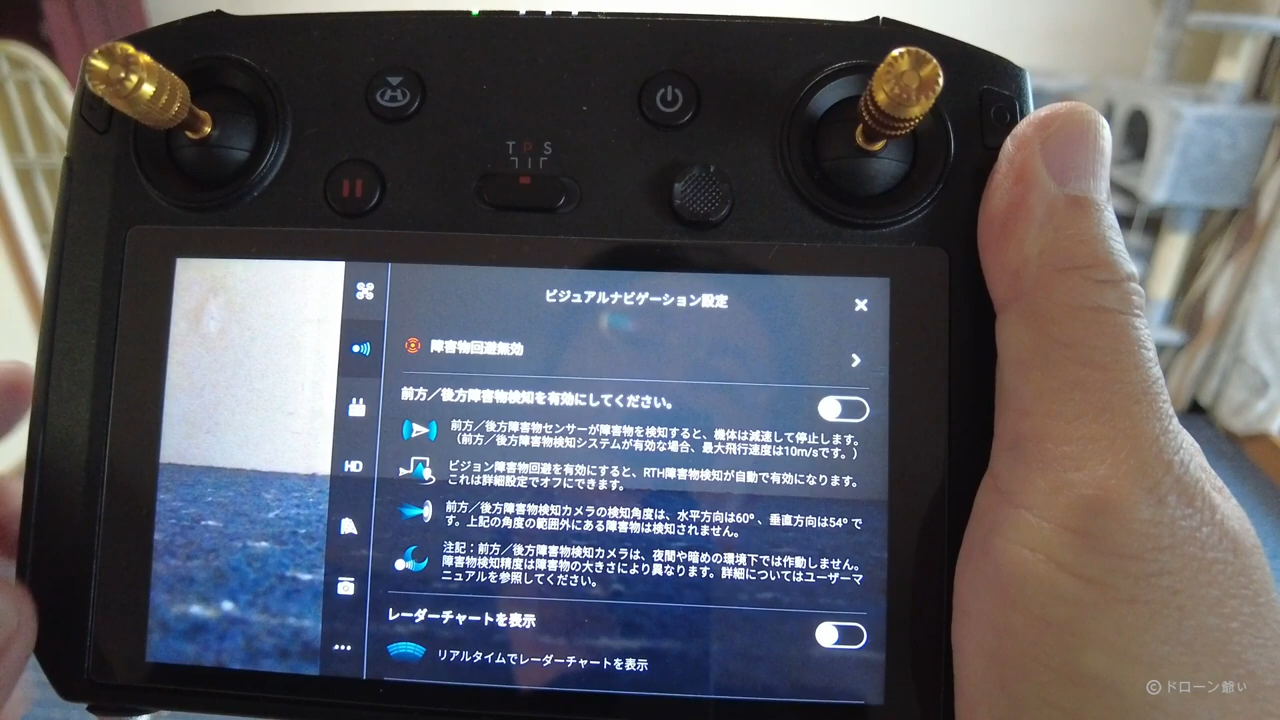 T P S
ビジュアルナビゲーション設定
障害物回避無効
前方／後方障害物検知を有効にしてください。
前方／後方障害物センサーが障害物を検知すると、機体は減速して停止します。
（前方／後方障害物検知システムが有効な場合、最大飛行速度は10m/sです。）
ビジョン障害物回避を有効にすると、RTH障害物検知が自動で有効になります。
これは詳細設定でオフにできます。
HD
前方／後方障害物検知カメラの検知角度は、水平方向は60°、垂直方向は54°で
す。上記の角度の範囲外にある障害物は検知されません。
注記：前方／後方障害物検知カメラは、夜間や暗めの環境下では作動しません。
障害物検知精度は障害物の大きさにより異なります。詳細についてはユーザーマ
ニュアルを参照してください。
レーダーチャートを表示
リアルタイムでレーダーチャートを表示
©ドローン爺ぃ